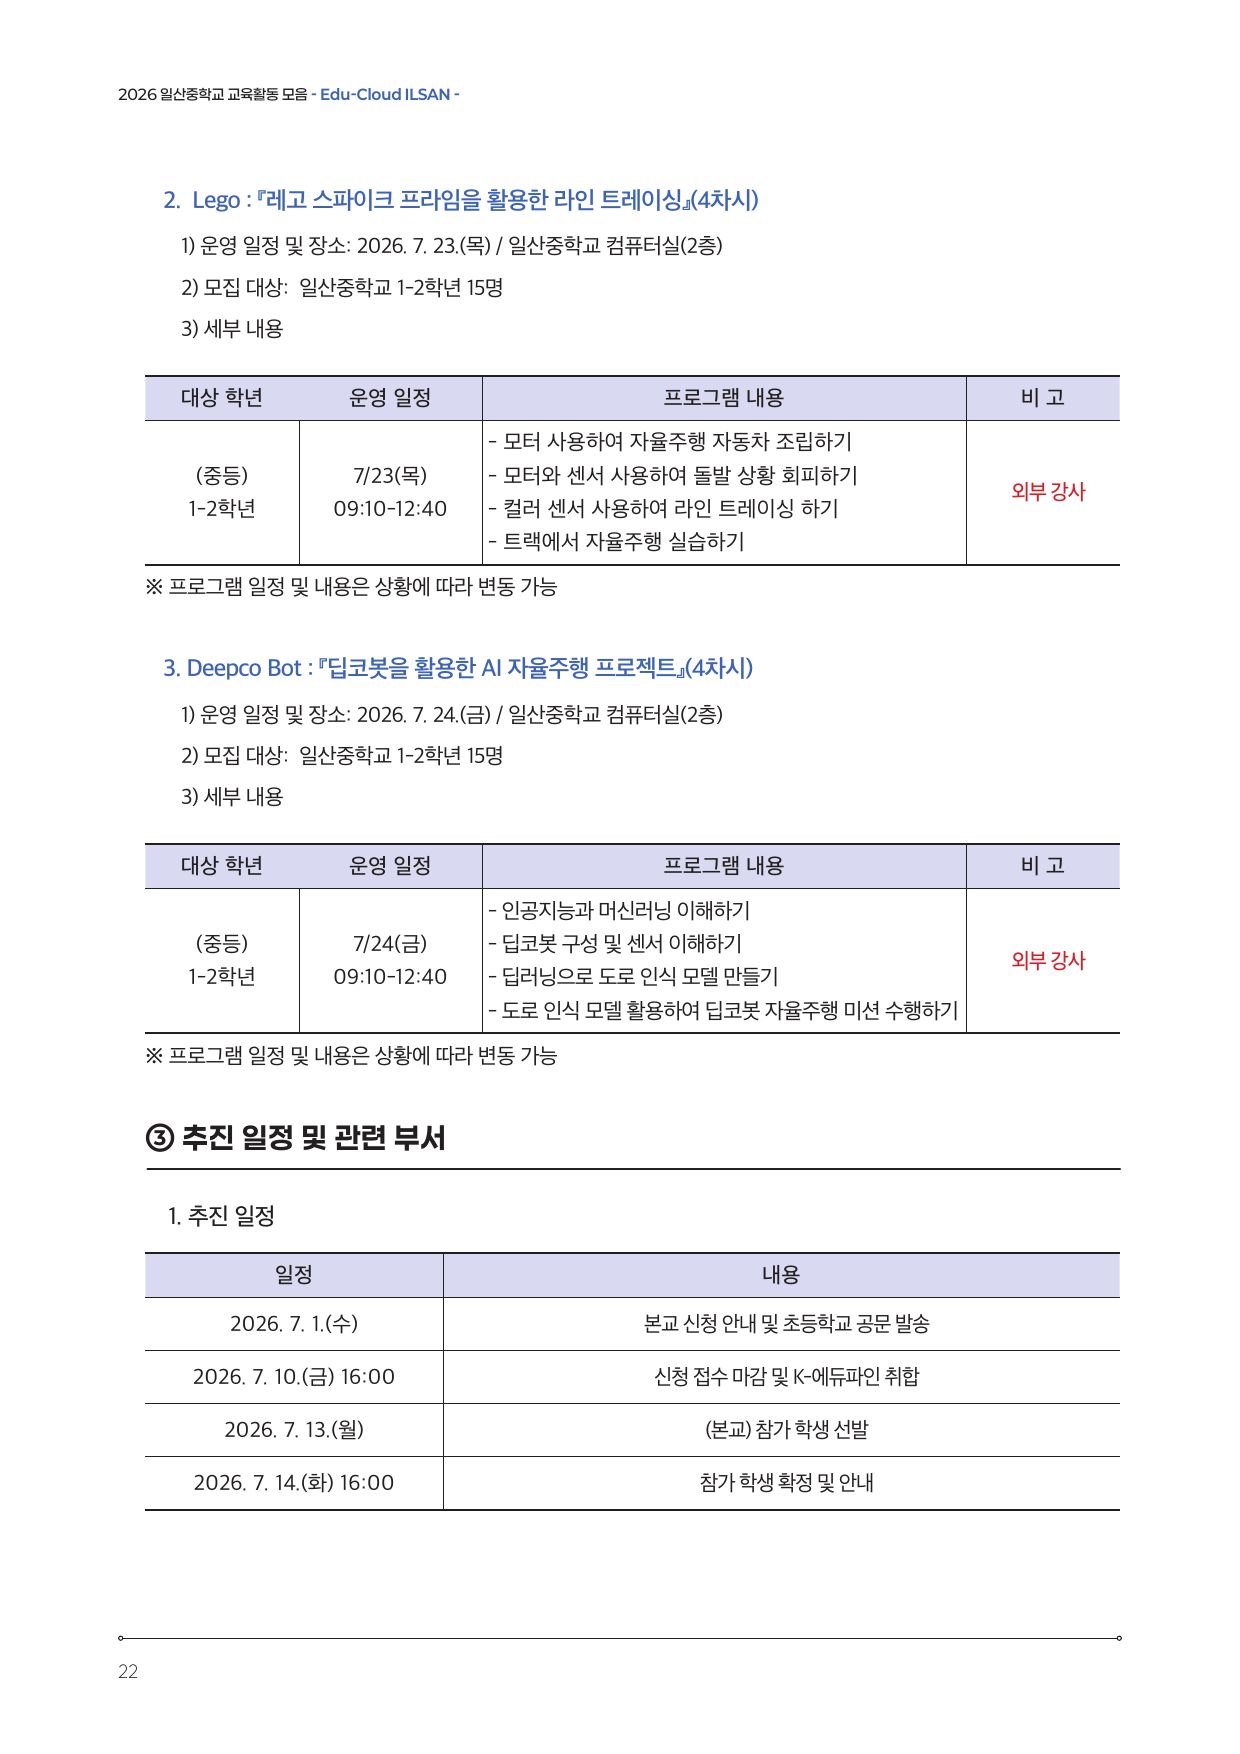 2026 일산중학교 교육활동 모음 - Edu-Cloud ILSAN -
2. Lego : 『레고 스파이크 프라임을 활용한 라인 트레이싱』(4차시)
1) 운영 일정 및 장소: 2026. 7. 23.(목) / 일산중학교 컴퓨터실(2층)
2) 모집 대상: 일산중학교 1-2학년 15명
3) 세부 내용
대상 학년 운영 일정 프로그램 내용 비 고
(중등)
1-2학년
7/23(목)
09:10-12:40
- 모터 사용하여 자율주행 자동차 조립하기
- 모터와 센서 사용하여 돌발 상황 회피하기
- 컬러 센서 사용하여 라인 트레이싱 하기
- 트랙에서 자율주행 실습하기
외부 강사
※ 프로그램 일정 및 내용은 상황에 따라 변동 가능
3. Deepco Bot : 『딥코봇을 활용한 AI 자율주행 프로젝트』(4차시)
1) 운영 일정 및 장소: 2026. 7. 24.(금) / 일산중학교 컴퓨터실(2층)
2) 모집 대상: 일산중학교 1-2학년 15명
3) 세부 내용
대상 학년 운영 일정 프로그램 내용 비 고
(중등)
1-2학년
7/24(금)
09:10-12:40
- 인공지능과 머신러닝 이해하기
- 딥코봇 구성 및 센서 이해하기
- 딥러닝으로 도로 인식 모델 만들기
- 도로 인식 모델 활용하여 딥코봇 자율주행 미션 수행하기
외부 강사
※ 프로그램 일정 및 내용은 상황에 따라 변동 가능
③ 추진 일정 및 관련 부서
1. 추진 일정
일정 내용
2026. 7. 1.(수) 본교 신청 안내 및 초등학교 공문 발송
2026. 7. 10.(금) 16:00 신청 접수 마감 및 K-에듀파인 취합
2026. 7. 13.(월) (본교) 참가 학생 선발
2026. 7. 14.(화) 16:00 참가 학생 확정 및 안내
22